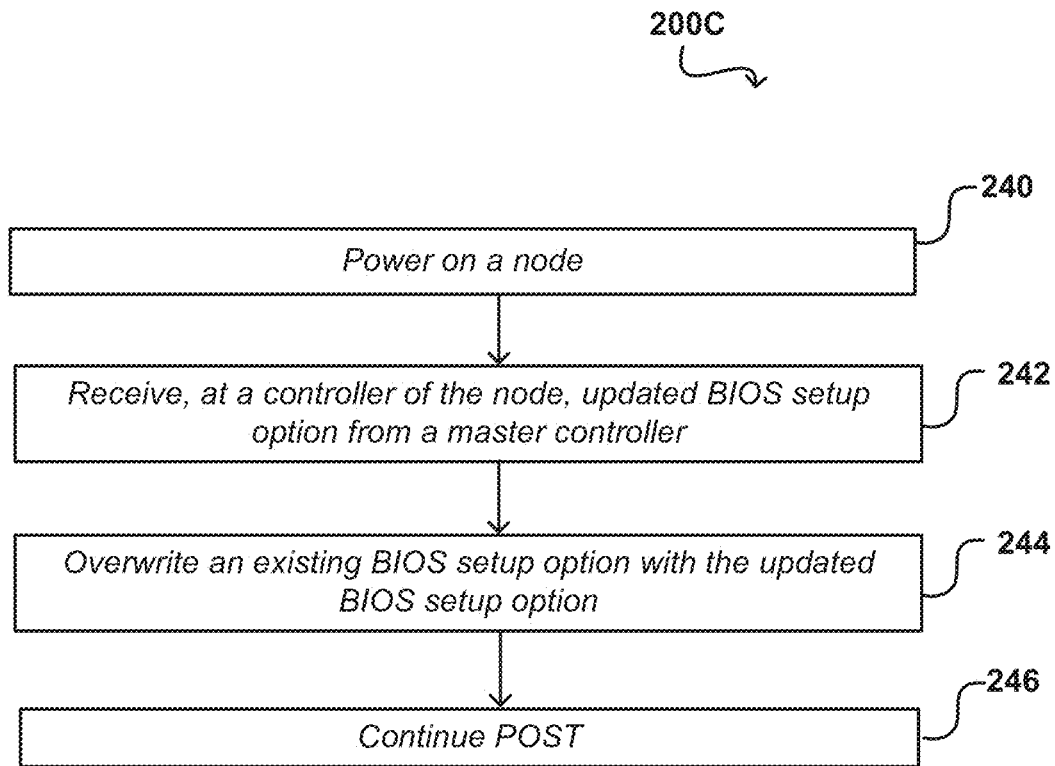 200C
240
Power on a node
242
Receive, at a controller of the node, updated BIOS setup
option from a master controller
244
Overwrite an existing BIOS setup option with the updated
BIOS setup option
246
Continue POST